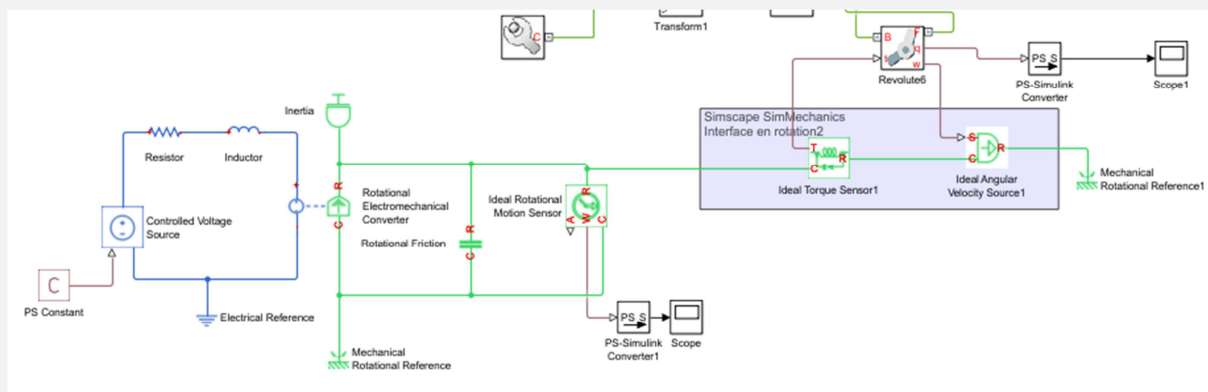 C
Transform1
B
F
t
q
w
Revolute6
PS S
PS-Simulink
Converter
Scope1
Inertia
Simscape SimMechanics
Interface en rotation2
Resistor
Inductor
T
R
C
Ideal Torque Sensor1
S
R
C
Ideal Angular
Velocity Source1
Mechanical
Rotational Reference1
R
C
Rotational
Electromechanical
Converter
Ideal Rotational
Motion Sensor
R
A
W
C
Controlled Voltage
Source
Rotational Friction
R
C
C
PS Constant
Electrical Reference
PS S
PS-Simulink
Converter1
Scope
Mechanical
Rotational Reference